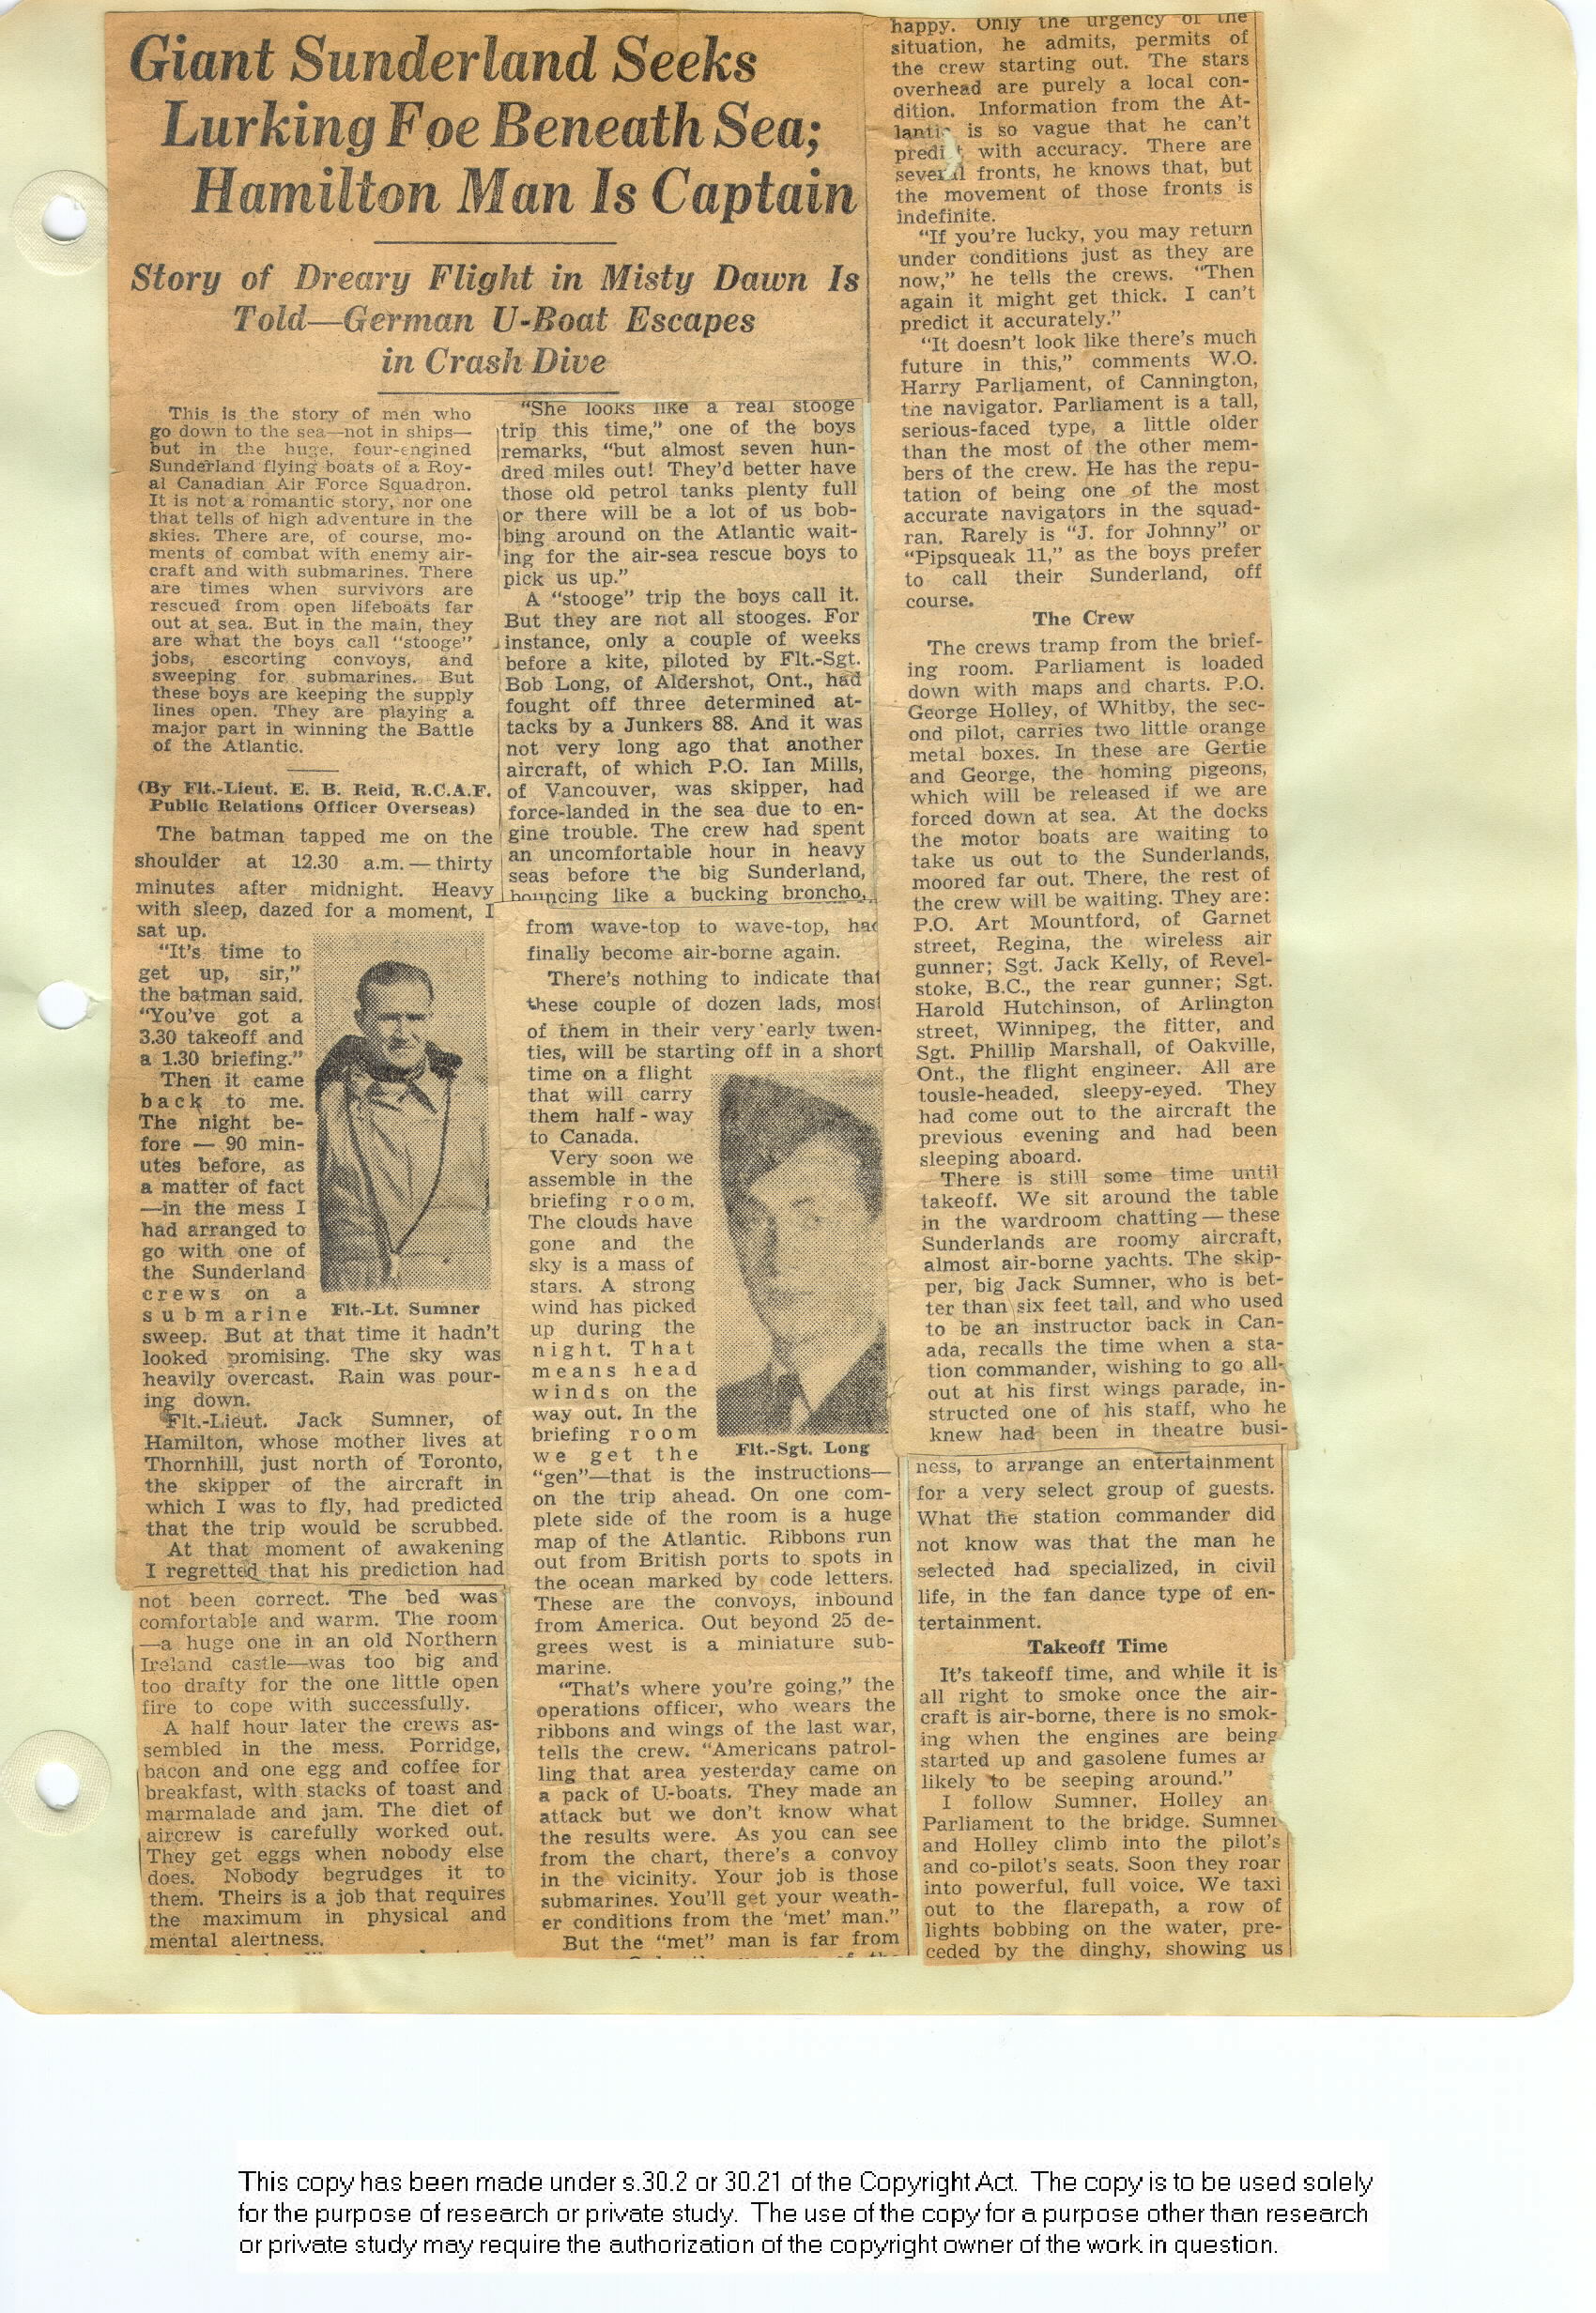 Giant Sunderland Seeks
Lurking Foe Beneath Sea;
Hamilton Man Is Captain
Story of Dreary Flight in Misty Dawn Is
Told—German U-Boat Escapes
in Crash Dive
This is the story of men who
go down to the sea—not in ships—
but in the huge, four-engined
Sunderland flying boats of a Roy-
al Canadian Air Force Squadron.
It is not a romantic story, nor one
that tells of high adventure in the
skies. There are, of course, mo-
ments of combat with enemy air-
craft and with submarines. There
are times when survivors are
rescued from open lifeboats far
out at sea. But in the main, they
are what the boys call "stooge"
jobs, escorting convoys, and
sweeping for submarines. But
these boys are keeping the supply
lines open. They are playing a
major part in winning the Battle
of the Atlantic.
(By Flt.-Lieut. E. B. Reid, R.C.A.F.
Public Relations Officer Overseas)
The batman tapped me on the
shoulder at 12.30 a.m.—thirty
minutes after midnight. Heavy
with sleep, dazed for a moment, I
sat up.
"It's time to
get up, sir,"
the batman said.
"You've got a
3.30 takeoff and
a 1.30 briefing."
Then it came
back to me.
The night be-
fore — 90 min-
utes before, as
a matter of fact
—in the mess I
had arranged to
go with one of
the Sunderland
crews on a
submarine
Flt.-Lt. Sumner
sweep. But at that time it hadn't
looked promising. The sky was
heavily overcast. Rain was pour-
ing down.
Flt.-Lieut. Jack Sumner, of
Hamilton, whose mother lives at
Thornhill, just north of Toronto,
the skipper of the aircraft in
which I was to fly, had predicted
that the trip would be scrubbed.
At that moment of awakening
I regretted that his prediction had
not been correct. The bed was
comfortable and warm. The room
—a huge one in an old Northern
Ireland castle—was too big and
too drafty for the one little open
fire to cope with successfully.
A half hour later the crews as-
sembled in the mess. Porridge,
bacon and one egg and coffee for
breakfast, with stacks of toast and
marmalade and jam. The diet of
aircrew is carefully worked out.
They get eggs when nobody else
does. Nobody begrudges it to
them. Theirs is a job that requires
the maximum in physical and
mental alertness.
"She looks like a real stooge
trip this time," one of the boys
remarks, "but almost seven hun-
dred miles out! They'd better have
those old petrol tanks plenty full
or there will be a lot of us bob-
bing around on the Atlantic wait-
ing for the air-sea rescue boys to
pick us up."
A "stooge" trip the boys call it.
But they are not all stooges. For
instance, only a couple of weeks
before a kite, piloted by Flt.-Sgt.
Bob Long, of Aldershot, Ont., had
fought off three determined at-
tacks by a Junkers 88. And it was
not very long ago that another
aircraft, of which P.O. Ian Mills,
of Vancouver, was skipper, had
force-landed in the sea due to en-
gine trouble. The crew had spent
an uncomfortable hour in heavy
seas before the big Sunderland,
bouncing like a bucking broncho,
from wave-top to wave-top, had
finally become air-borne again.
There's nothing to indicate that
these couple of dozen lads, most
of them in their very early twen-
ties, will be starting off in a short
time on a flight
that will carry
them half-way
to Canada.
Very soon we
assemble in the
briefing room.
The clouds have
gone and the
sky is a mass of
stars. A strong
wind has picked
up during the
night. That
means head
winds on the
way out. In the
briefing room
we get the
Flt.-Sgt. Long
"gen"—that is the instructions—
on the trip ahead. On one com-
plete side of the room is a huge
map of the Atlantic. Ribbons run
out from British ports to spots in
the ocean marked by code letters.
These are the convoys, inbound
from America. Out beyond 25 de-
grees west is a miniature sub-
marine.
"That's where you're going," the
operations officer, who wears the
ribbons and wings of the last war,
tells the crew. "Americans patrol-
ling that area yesterday came on
a pack of U-boats. They made an
attack but we don't know what
the results were. As you can see
from the chart, there's a convoy
in the vicinity. Your job is those
submarines. You'll get your weath-
er conditions from the 'met' man."
But the "met" man is far from
happy. Only the urgency of the
situation, he admits, permits of
the crew starting out. The stars
overhead are purely a local con-
dition. Information from the At-
lantic is so vague that he can't
predict with accuracy. There are
several fronts, he knows that, but
the movement of those fronts is
indefinite.
"If you're lucky, you may return
under conditions just as they are
now," he tells the crews. "Then
again it might get thick. I can't
predict it accurately."
"It doesn't look like there's much
future in this," comments W.O.
Harry Parliament, of Cannington,
the navigator. Parliament is a tall,
serious-faced type, a little older
than the most of the other mem-
bers of the crew. He has the repu-
tation of being one of the most
accurate navigators in the squad-
ran. Rarely is "J. for Johnny" or
"Pipsqueak 11," as the boys prefer
to call their Sunderland, off
course.
The Crew
The crews tramp from the brief-
ing room. Parliament is loaded
down with maps and charts. P.O.
George Holley, of Whitby, the sec-
ond pilot, carries two little orange
metal boxes. In these are Gertie
and George, the homing pigeons,
which will be released if we are
forced down at sea. At the docks
the motor boats are waiting to
take us out to the Sunderlands,
moored far out. There, the rest of
the crew will be waiting. They are:
P.O. Art Mountford, of Garnet
street, Regina, the wireless air
gunner; Sgt. Jack Kelly, of Revel-
stoke, B.C., the rear gunner; Sgt.
Harold Hutchinson, of Arlington
street, Winnipeg, the fitter, and
Sgt. Phillip Marshall, of Oakville,
Ont., the flight engineer. All are
tousle-headed, sleepy-eyed. They
had come out to the aircraft the
previous evening and had been
sleeping aboard.
There is still some time until
takeoff. We sit around the table
in the wardroom chatting—these
Sunderlands are roomy aircraft,
almost air-borne yachts. The skip-
per, big Jack Sumner, who is bet-
ter than six feet tall, and who used
to be an instructor back in Can-
ada, recalls the time when a sta-
tion commander, wishing to go all-
out at his first wings parade, in-
structed one of his staff, who he
knew had been in theatre busi-
ness, to arrange an entertainment
for a very select group of guests.
What the station commander did
not know was that the man he
selected had specialized, in civil
life, in the fan dance type of en-
tertainment.
Takeoff Time
It's takeoff time, and while it is
all right to smoke once the air-
craft is air-borne, there is no smok-
ing when the engines are being
started up and gasolene fumes ar
likely to be seeping around."
I follow Sumner, Holley an
Parliament to the bridge. Sumner
and Holley climb into the pilot's
and co-pilot's seats. Soon they roar
into powerful, full voice. We taxi
out to the flarepath, a row of
lights bobbing on the water, pre-
ceded by the dinghy, showing us
This copy has been made under s.30.2 or 30.21 of the Copyright Act. The copy is to be used solely
for the purpose of research or private study. The use of the copy for a purpose other than research
or private study may require the authorization of the copyright owner of the work in question.